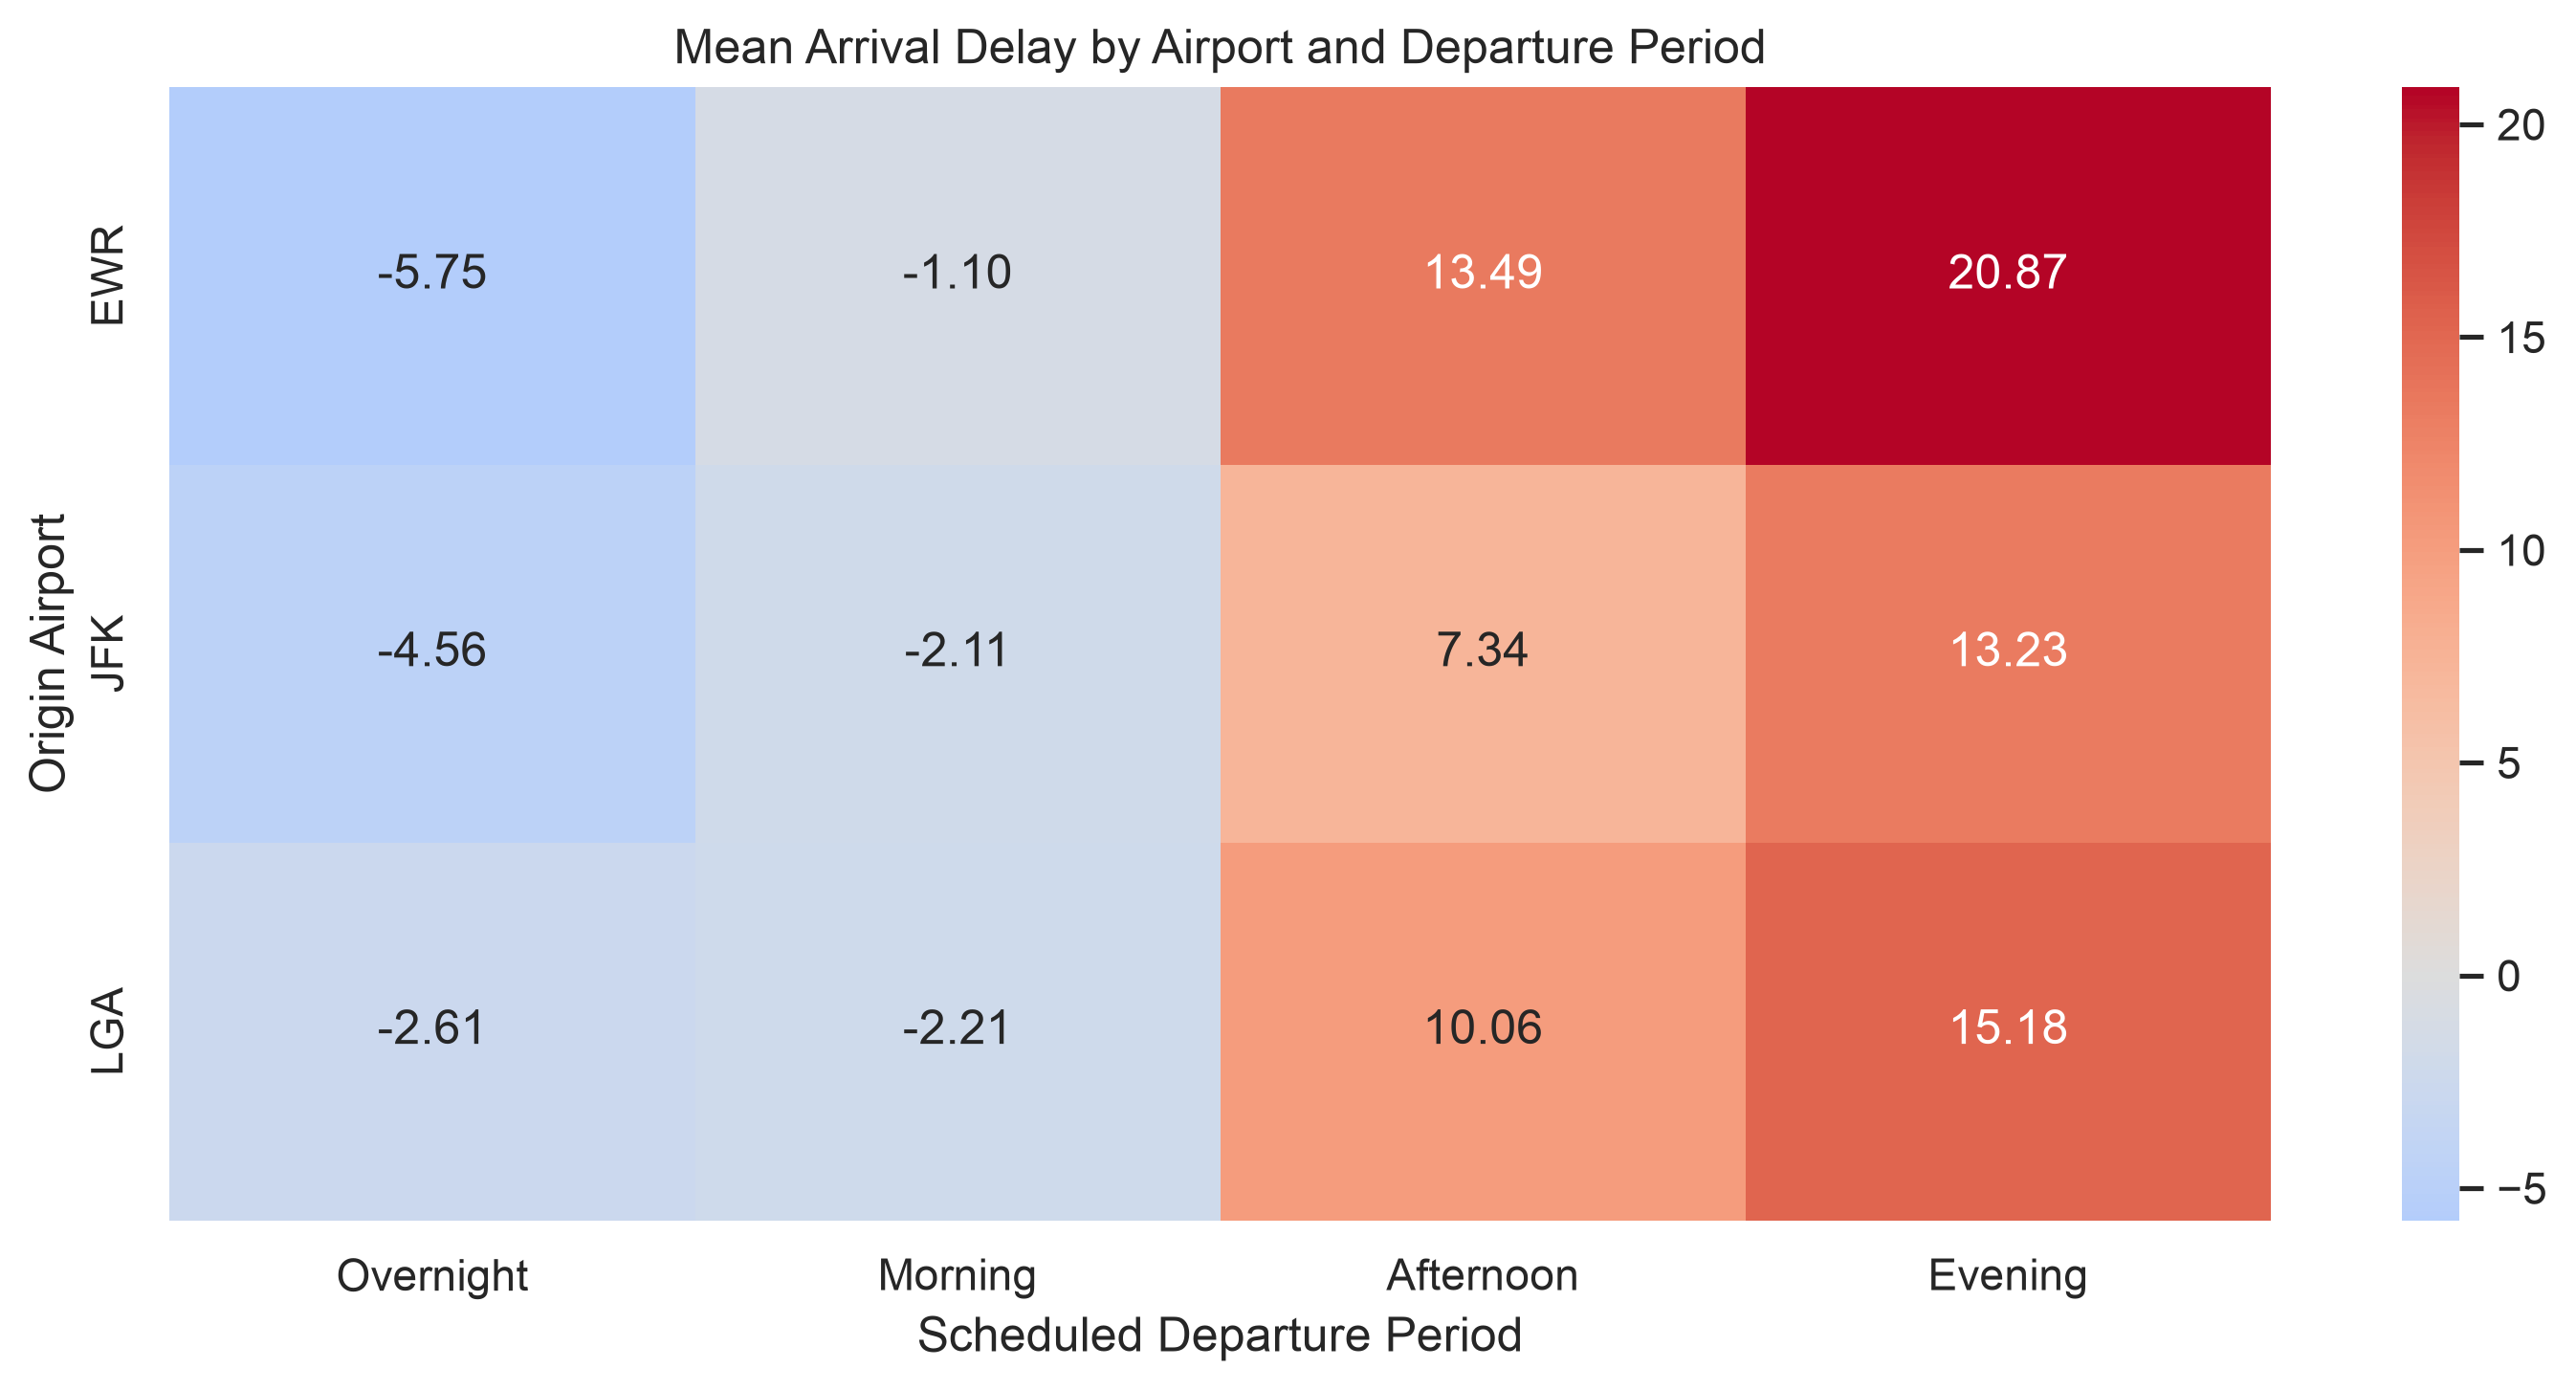 Mean Arrival Delay by Airport and Departure Period
Origin Airport
EWR -5.75 -1.10 13.49 20.87
JFK -4.56 -2.11 7.34 13.23
LGA -2.61 -2.21 10.06 15.18
Overnight Morning Afternoon Evening
Scheduled Departure Period
20
15
10
5
0
−5